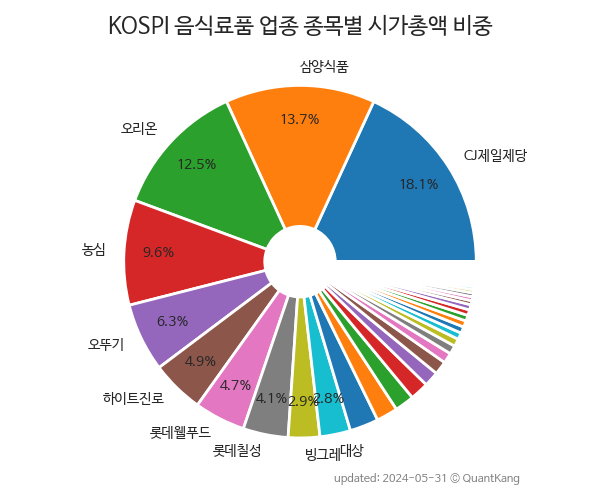 KOSPI 음식료품 업종 종목별 시가총액 비중
삼양식품
13.7%
오리온
12.5%
CJ제일제당
18.1%
농심
9.6%
오뚜기
6.3%
하이트진로
4.9%
롯데웰푸드
4.7%
롯데칠성
4.1%
빙그레
2.9%
대상
2.8%
updated: 2024-05-31 © QuantKang